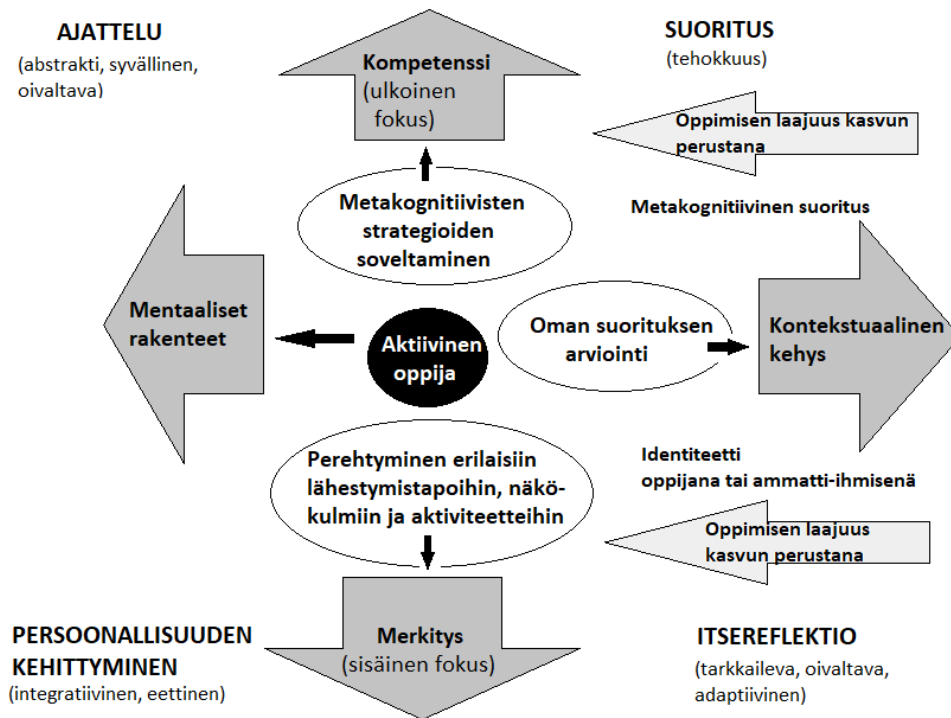 AJATTELU
(abstrakti, syvällinen,
oivaltava)
Kompetenssi
(ulkoinen
fokus)
SUORITUS
(tehokkuus)
Oppimisen laajuus kasvun
perustana
Metakognitiivisten
strategioiden
soveltaminen
Metakognitiivinen suoritus
Mentaaliset
rakenteet
Aktiivinen
oppija
Oman suorituksen
arviointi
Kontekstuaalinen
kehys
Perehtyminen erilaisiin
lähestymistapoihin, näkö-
kulmiin ja aktiviteetteihin
Identiteetti
oppijana tai ammatti-ihmisenä
Oppimisen laajuus
kasvun perustana
PERSOONALLISUUDEN
KEHITTYMINEN
(integratiivinen, eettinen)
Merkitys
(sisäinen fokus)
ITSEREFLEKTIO
(tarkkaileva, oivaltava,
adaptiivinen)